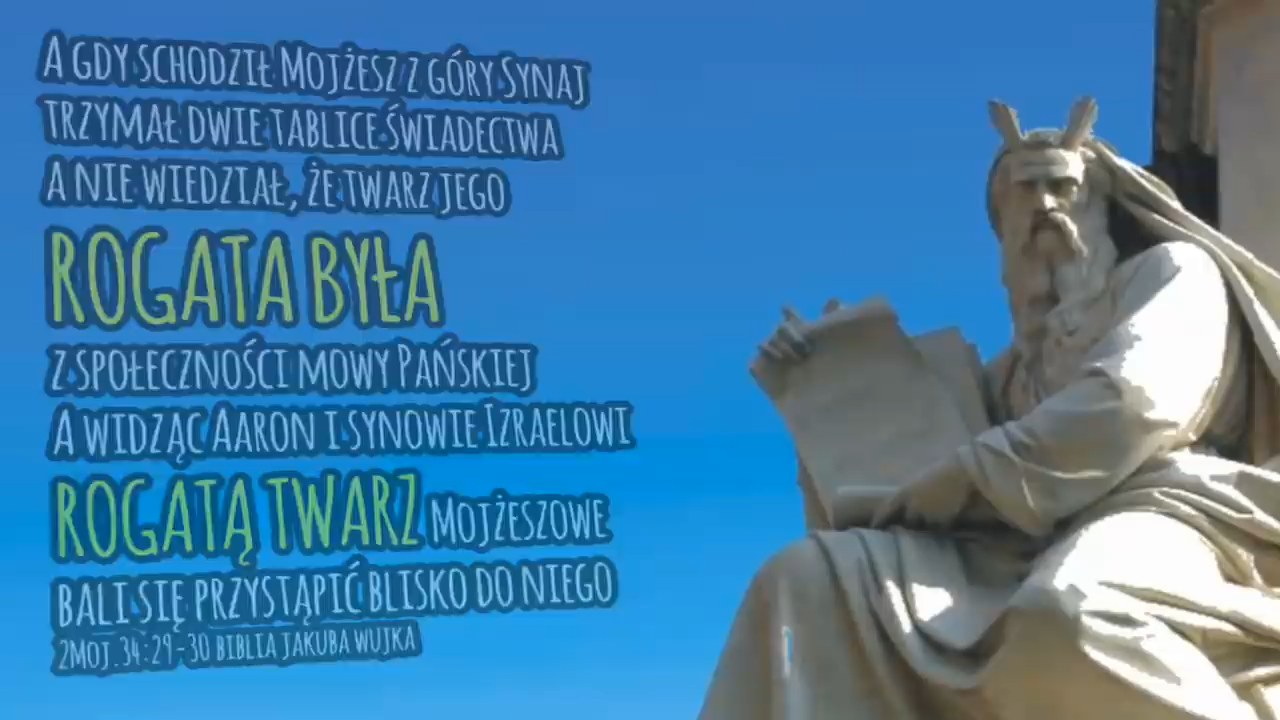 A GDY SCHODZIŁ MOJŻESZ Z GÓRY SYNAJ
TRZYMAŁ DWIE TABLICE ŚWIADECTWA
A NIE WIEDZIAŁ, ŻE TWARZ JEGO
ROGATA BYŁA
Z SPOŁECZNOŚCI MOWY PAŃSKIEJ
A WIDZĄC AARON I SYNOWIE IZRAELOWI
ROGATĄ TWARZ MOJŻESZOWE
BALI SIĘ PRZYSTĄPIĆ BLISKO DO NIEGO
2MOJ.34:29-30 BIBLIA JAKUBA WUJKA